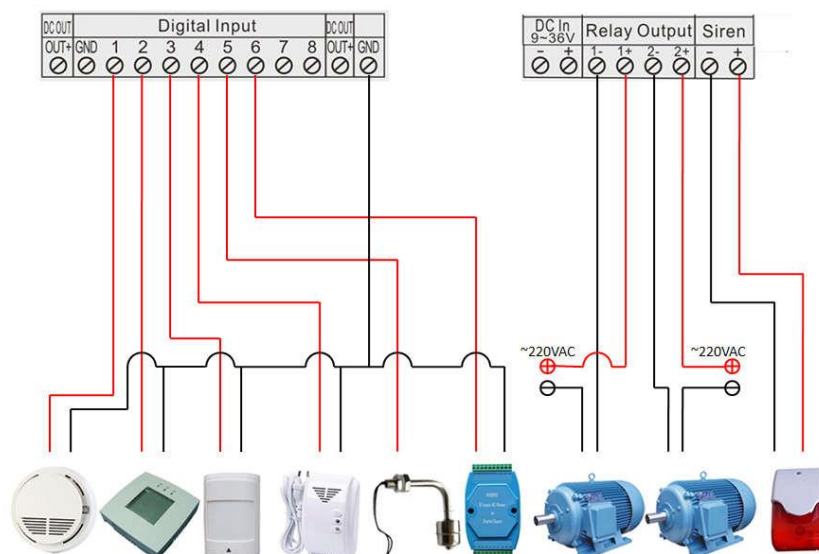 DC OUT Digital Input DC OUT
OUT+ GND 1 2 3 4 5 6 7 8 OUT+ GND
DC In Relay Output Siren
9~36V
− + 1- 1+ 2- 2+ − +
~220VAC
~220VAC